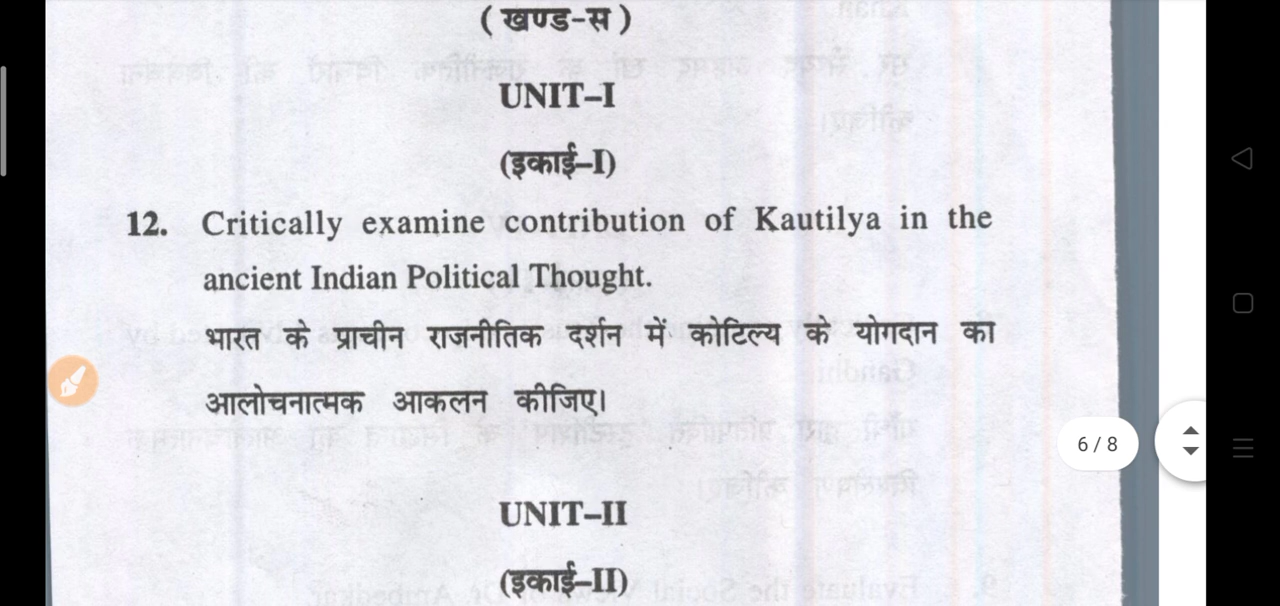 ( खण्ड-स )
UNIT–I
(इकाई–I)
12. Critically examine contribution of Kautilya in the
ancient Indian Political Thought.
भारत के प्राचीन राजनीतिक दर्शन में कोटिल्य के योगदान का
आलोचनात्मक आकलन कीजिए।
6 / 8
UNIT–II
(इकाई–II)